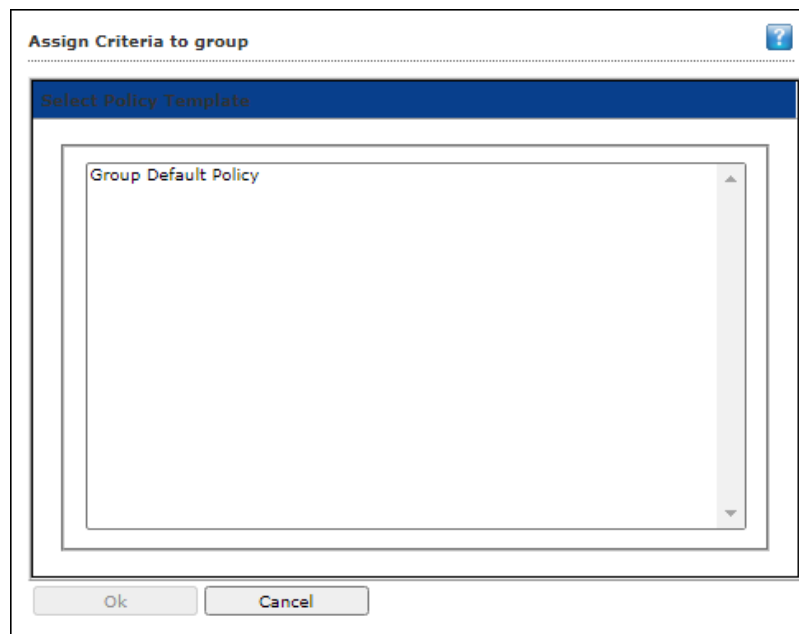 Assign Criteria to group
?
Select Policy Template
Group Default Policy
Ok
Cancel